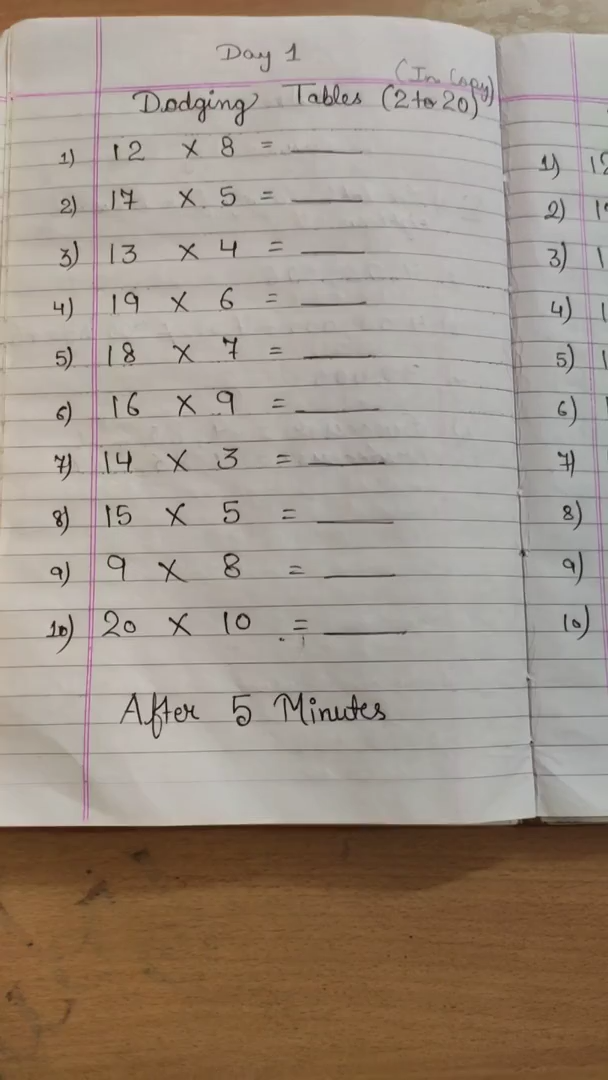 Day 1
(In Copy)
Dodging Tables (2 to 20)
1) 12 × 8 = ____
2) 17 × 5 = ____
3) 13 × 4 = ____
4) 19 × 6 = ____
5) 18 × 7 = ____
6) 16 × 9 = ____
7) 14 × 3 = ____
8) 15 × 5 = ____
9) 9 × 8 = ____
10) 20 × 10 = ____
After 5 Minutes
1)
2)
3)
4)
5)
6)
7)
8)
9)
10)